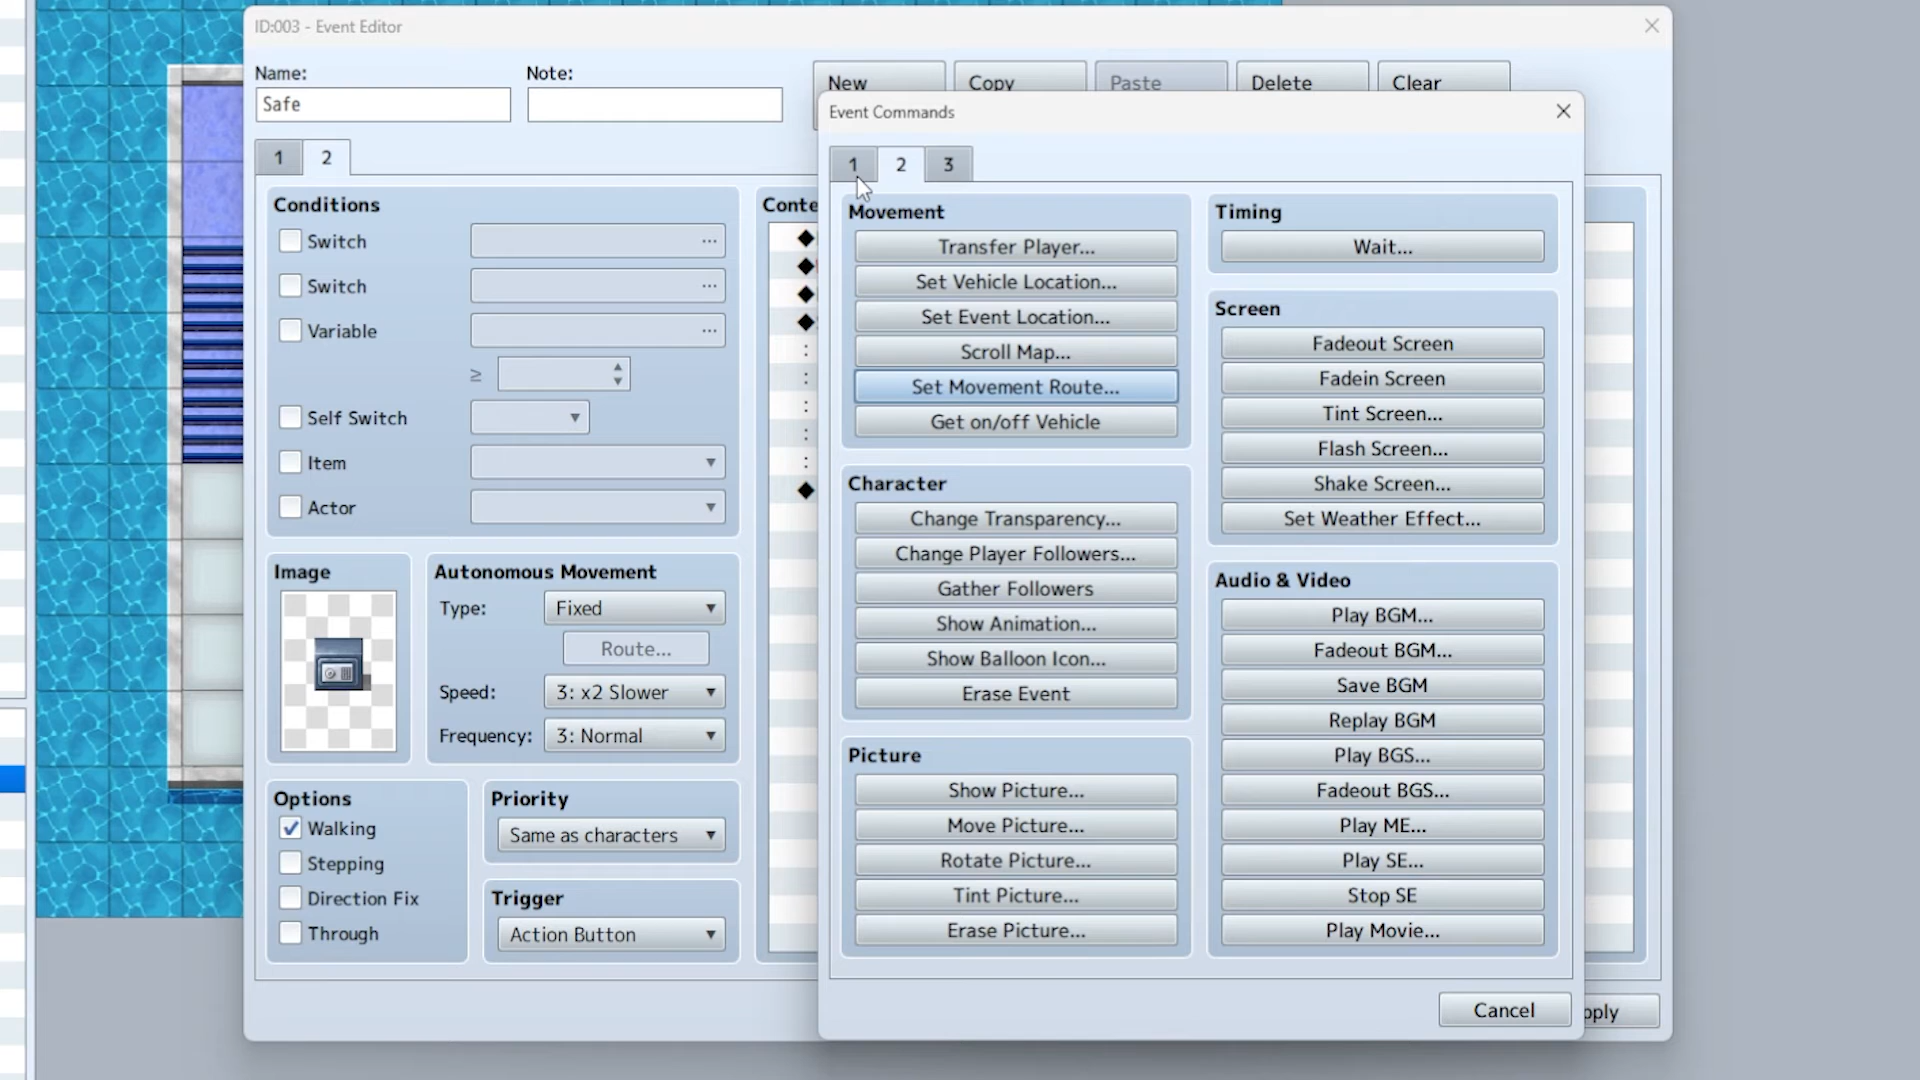 ID:003 - Event Editor
Name:
Note:
Safe
New
Copy
Paste
Delete
Clear
1
2
Conditions
Switch
...
Switch
...
Variable
...
≥
Self Switch
Item
Actor
Image
Autonomous Movement
Type:
Fixed
Route...
Speed:
3: x2 Slower
Frequency:
3: Normal
Options
Walking
Stepping
Direction Fix
Through
Priority
Same as characters
Trigger
Action Button
Conte
Event Commands
1
2
3
Movement
Transfer Player...
Set Vehicle Location...
Set Event Location...
Scroll Map...
Set Movement Route...
Get on/off Vehicle
Character
Change Transparency...
Change Player Followers...
Gather Followers
Show Animation...
Show Balloon Icon...
Erase Event
Picture
Show Picture...
Move Picture...
Rotate Picture...
Tint Picture...
Erase Picture...
Timing
Wait...
Screen
Fadeout Screen
Fadein Screen
Tint Screen...
Flash Screen...
Shake Screen...
Set Weather Effect...
Audio & Video
Play BGM...
Fadeout BGM...
Save BGM
Replay BGM
Play BGS...
Fadeout BGS...
Play ME...
Play SE...
Stop SE
Play Movie...
Cancel
pply